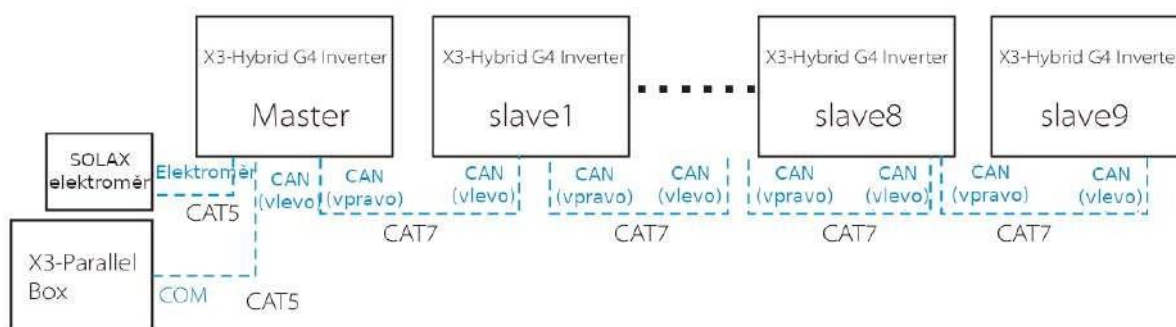 X3-Hybrid G4 Inverter
X3-Hybrid G4 Inverter
X3-Hybrid G4 Inverter
X3-Hybrid G4 Inverte
Master
slave1
slave8
slave9
SOLAX
elektroměr
Elektroměr
CAT5
CAN
(vlevo)
CAN
(vpravo)
CAN
(vlevo)
CAN
(vpravo)
CAN
(vlevo)
CAN
(vpravo)
CAN
(vlevo)
CAN
(vpravo)
CAN
(vlevo)
CAT7
CAT7
CAT7
CAT7
X3-Parallel
Box
COM
CAT5